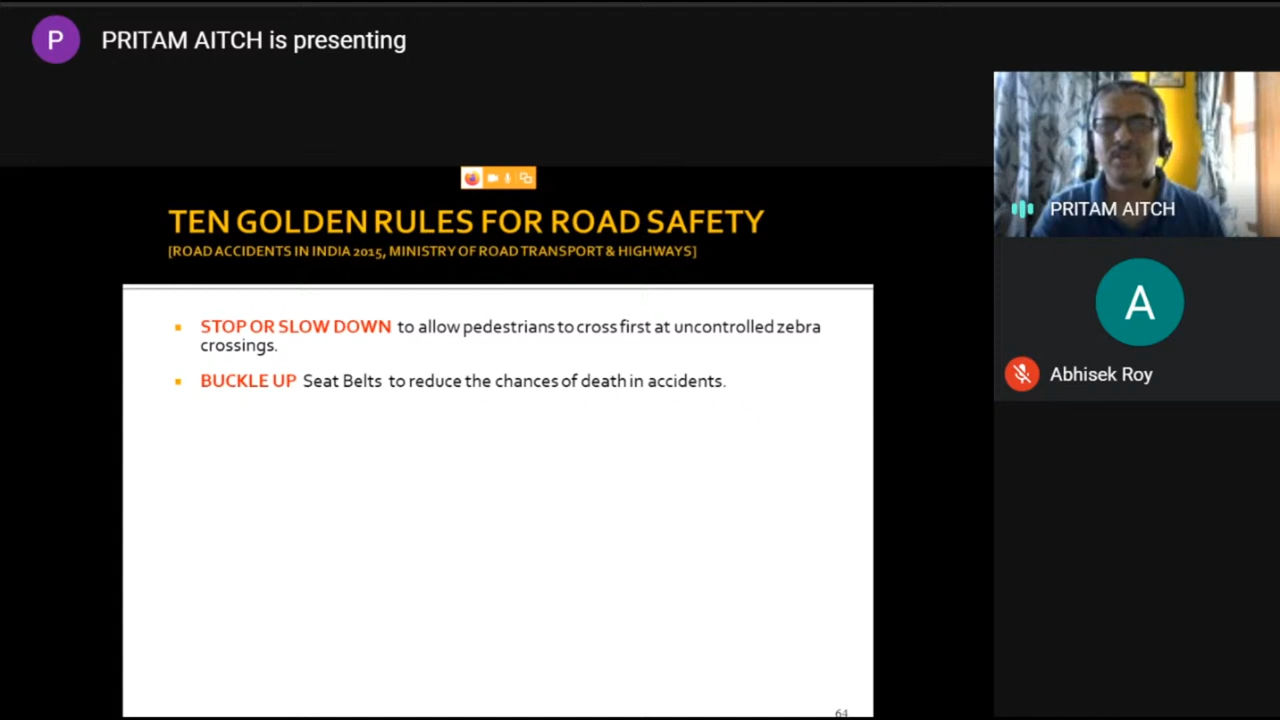 P
PRITAM AITCH is presenting
TEN GOLDEN RULES FOR ROAD SAFETY
[ROAD ACCIDENTS IN INDIA 2015, MINISTRY OF ROAD TRANSPORT & HIGHWAYS]
STOP OR SLOW DOWN to allow pedestrians to cross first at uncontrolled zebra
crossings.
BUCKLE UP Seat Belts to reduce the chances of death in accidents.
64
PRITAM AITCH
A
Abhisek Roy